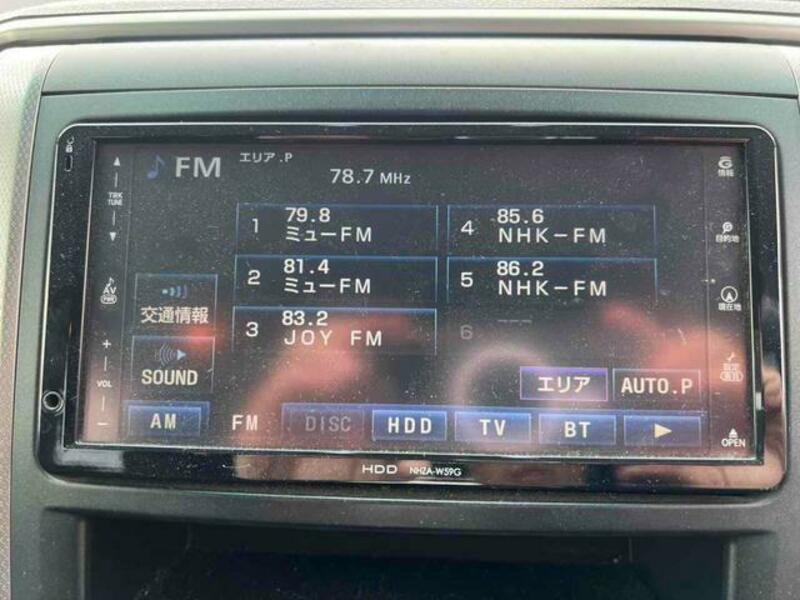 FM
エリア.P
78.7 MHz
TRK
TUNE
AV
PWR
VOL
1 79.8
ミューFM
2 81.4
ミューFM
3 83.2
JOY FM
4 85.6
NHK-FM
5 86.2
NHK-FM
6 ---
交通情報
SOUND
エリア
AUTO.P
AM
FM
DISC
HDD
TV
BT
G
情報
目的地
現在地
OPEN
HDD NHZA-W59G